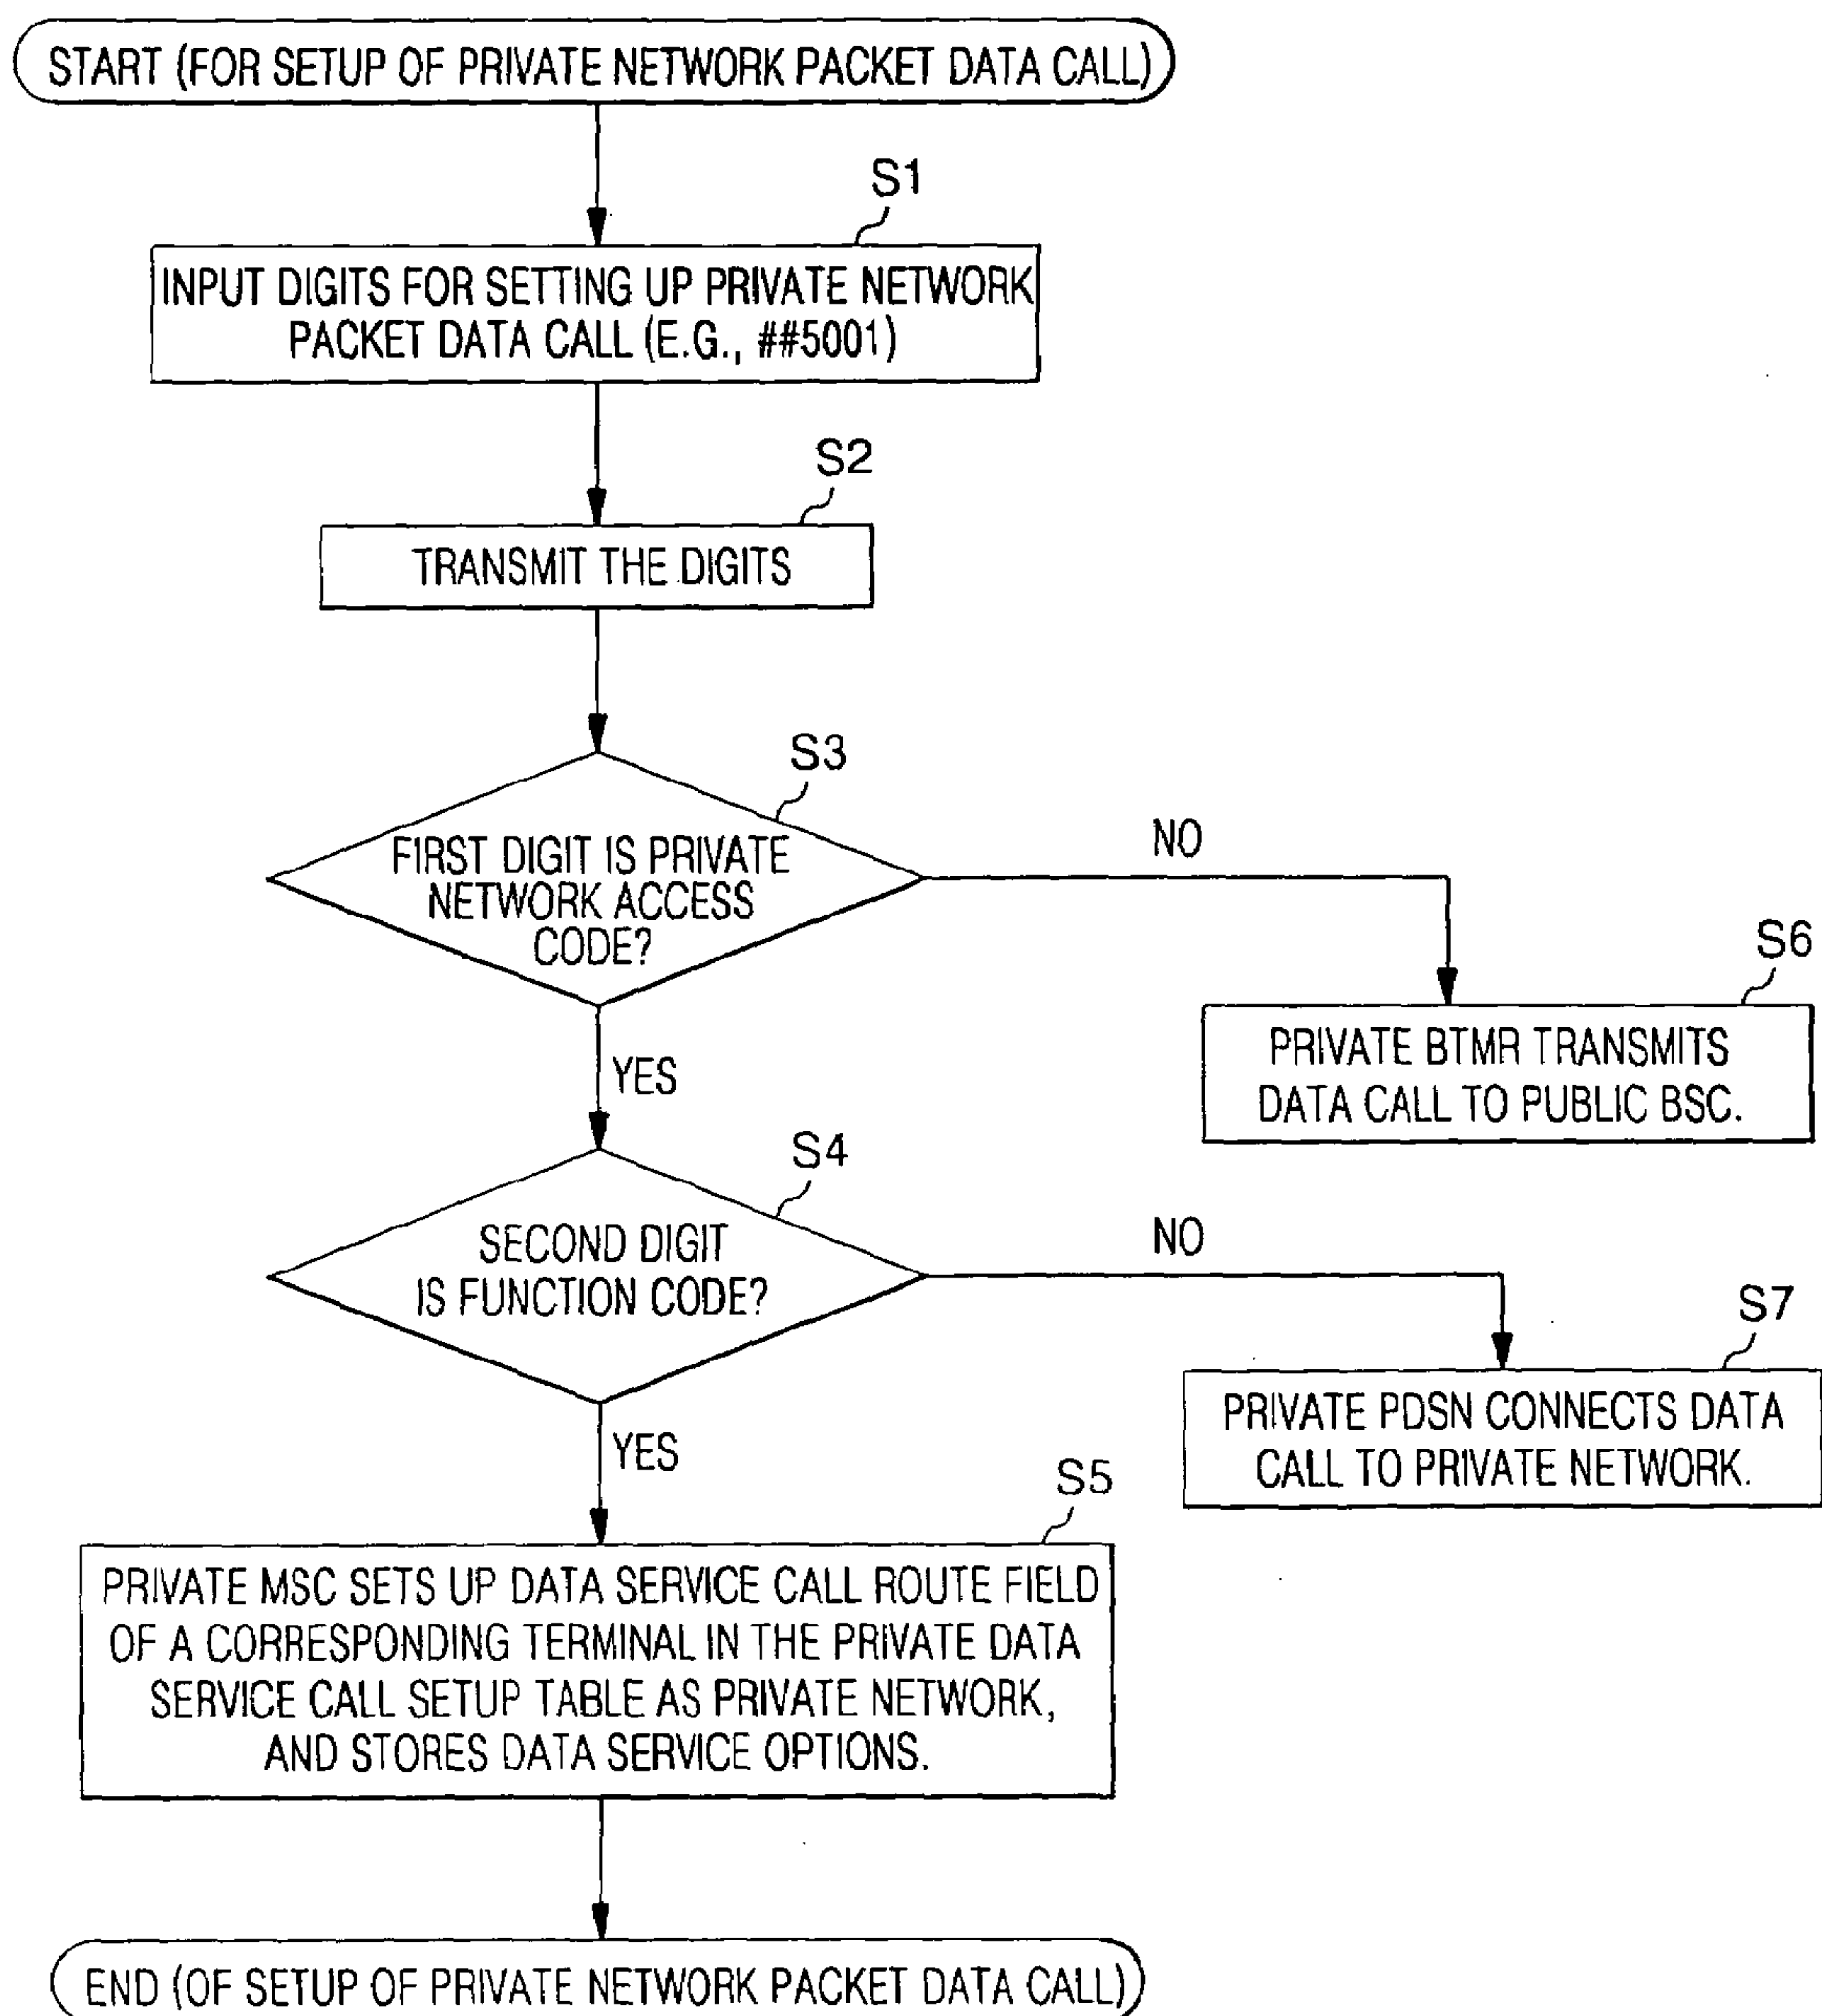 START (FOR SETUP OF PRIVATE NETWORK PACKET DATA CALL)
S1
INPUT DIGITS FOR SETTING UP PRIVATE NETWORK
PACKET DATA CALL (E.G., ##5001)
S2
TRANSMIT THE DIGITS
S3
FIRST DIGIT IS PRIVATE
NETWORK ACCESS
CODE?
NO
S6
PRIVATE BTMR TRANSMITS
DATA CALL TO PUBLIC BSC.
YES
S4
SECOND DIGIT
IS FUNCTION CODE?
NO
S7
PRIVATE PDSN CONNECTS DATA
CALL TO PRIVATE NETWORK.
YES
S5
PRIVATE MSC SETS UP DATA SERVICE CALL ROUTE FIELD
OF A CORRESPONDING TERMINAL IN THE PRIVATE DATA
SERVICE CALL SETUP TABLE AS PRIVATE NETWORK,
AND STORES DATA SERVICE OPTIONS.
END (OF SETUP OF PRIVATE NETWORK PACKET DATA CALL)